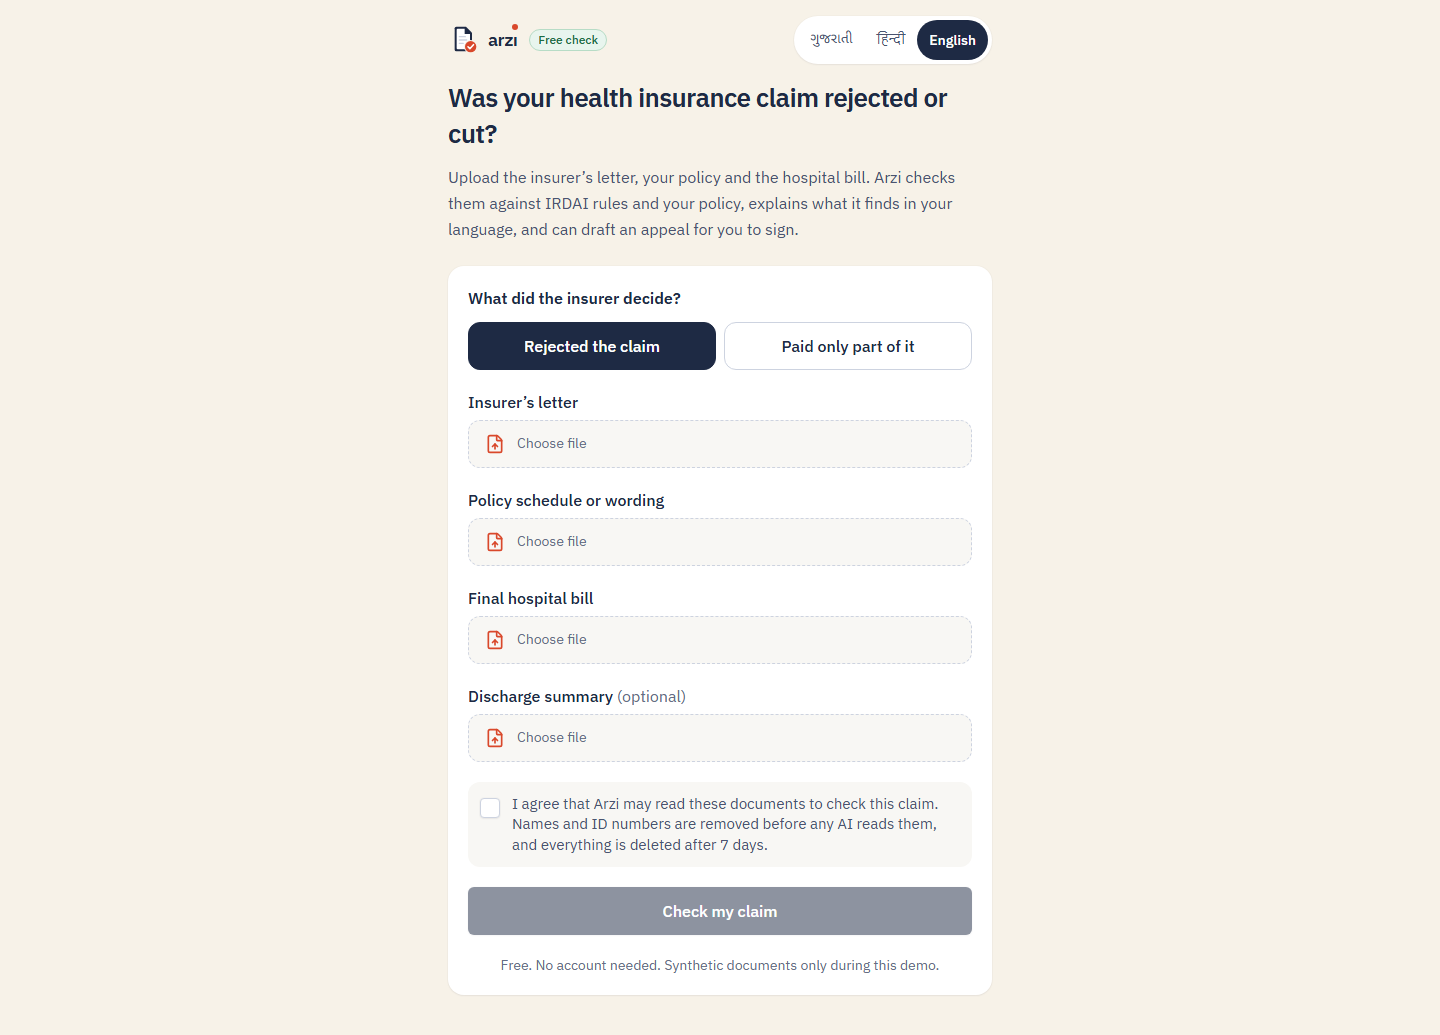 arzi
Free check
ગુજરાતી
हिन्दी
English
Was your health insurance claim rejected or
cut?
Upload the insurer’s letter, your policy and the hospital bill. Arzi checks
them against IRDAI rules and your policy, explains what it finds in your
language, and can draft an appeal for you to sign.
What did the insurer decide?
Rejected the claim
Paid only part of it
Insurer’s letter
Choose file
Policy schedule or wording
Choose file
Final hospital bill
Choose file
Discharge summary (optional)
Choose file
I agree that Arzi may read these documents to check this claim.
Names and ID numbers are removed before any AI reads them,
and everything is deleted after 7 days.
Check my claim
Free. No account needed. Synthetic documents only during this demo.